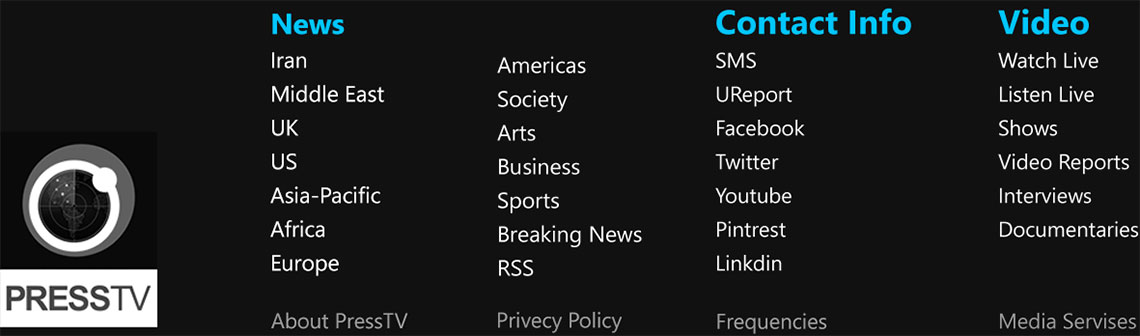 News
Iran
Middle East
UK
US
Asia-Pacific
Africa
Europe
About PressTV
Americas
Society
Arts
Business
Sports
Breaking News
RSS
Privecy Policy
Contact Info
SMS
UReport
Facebook
Twitter
Youtube
Pintrest
Linkdin
Frequencies
Video
Watch Live
Listen Live
Shows
Video Reports
Interviews
Documentaries
Media Servises
PRESSTV